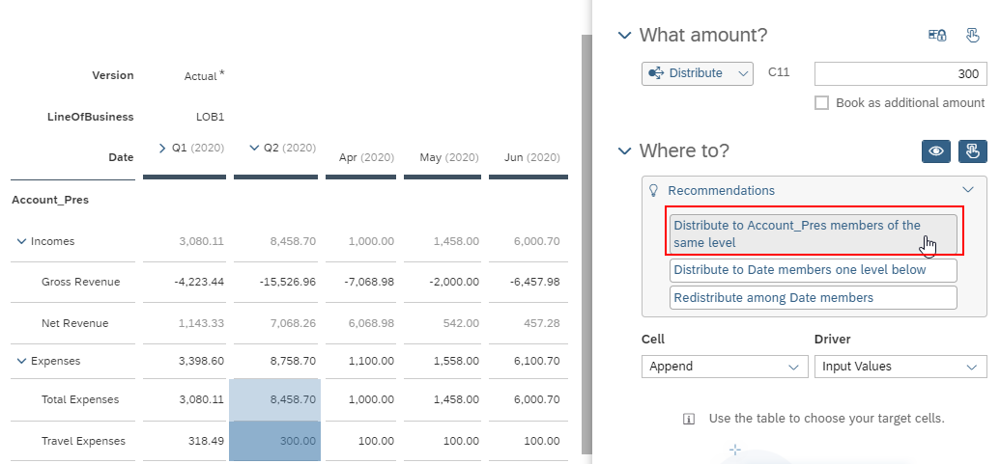 Version Actual *
LineOfBusiness LOB1
Date Q1 (2020) Q2 (2020) Apr (2020) May (2020) Jun (2020)
Account_Pres
Incomes 3,080.11 8,458.70 1,000.00 1,458.00 6,000.70
Gross Revenue -4,223.44 -15,526.96 -7,068.98 -2,000.00 -6,457.98
Net Revenue 1,143.33 7,068.26 6,068.98 542.00 457.28
Expenses 3,398.60 8,758.70 1,100.00 1,558.00 6,100.70
Total Expenses 3,080.11 8,458.70 1,000.00 1,458.00 6,000.70
Travel Expenses 318.49 300.00 100.00 100.00 100.00
What amount?
Distribute C11 300
Book as additional amount
Where to?
Recommendations
Distribute to Account_Pres members of the
same level
Distribute to Date members one level below
Redistribute among Date members
Cell Driver
Append Input Values
Use the table to choose your target cells.